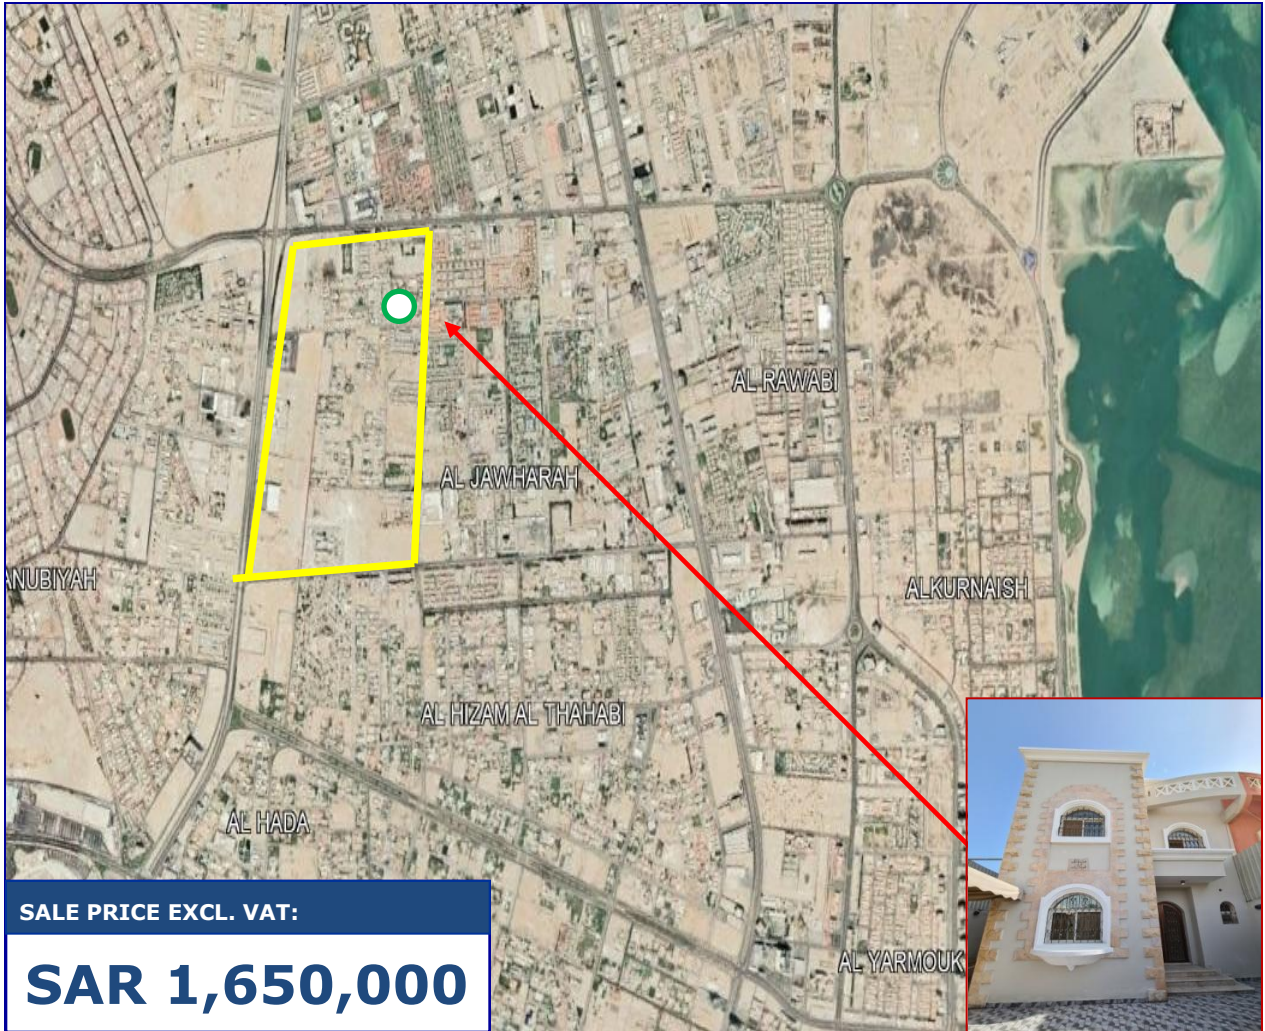 AL RAWABI
AL JAWHARAH
ANUBIYAH
ALKURNAISH
AL HIZAM AL THAHABI
AL HADA
AL YARMOUK
SALE PRICE EXCL. VAT:
SAR 1,650,000